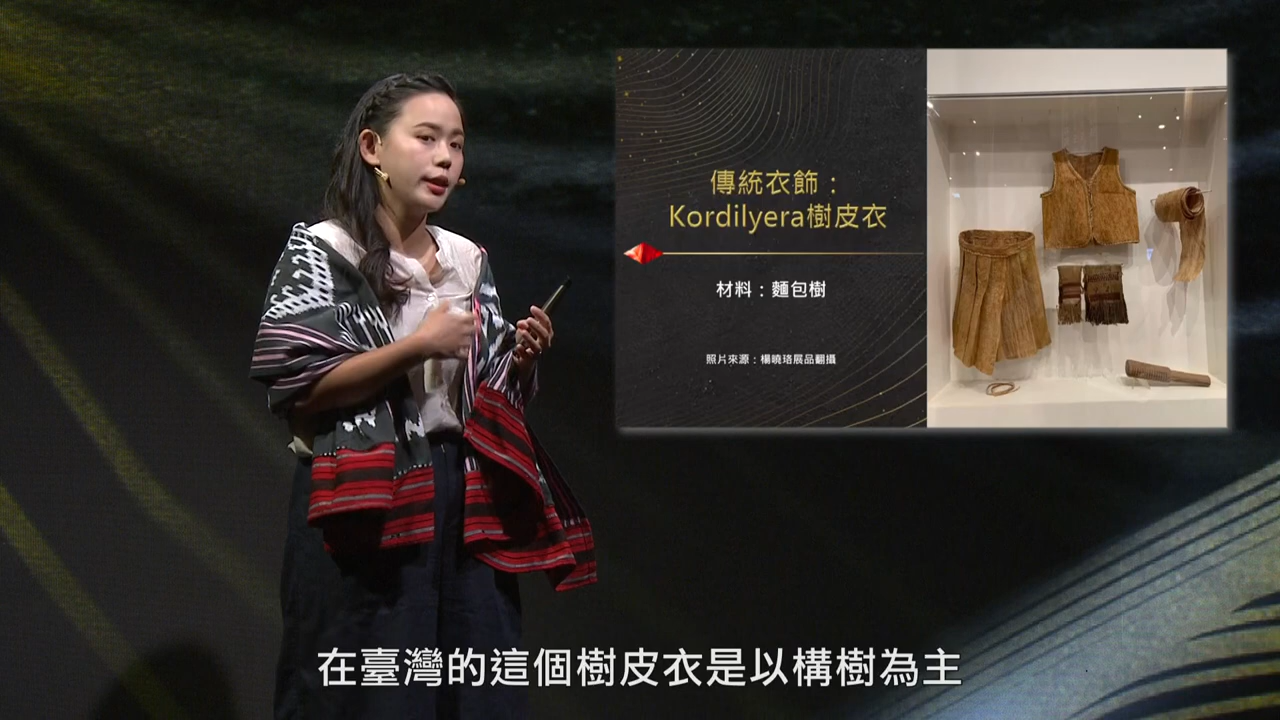 傳統衣飾：
Kordilyera樹皮衣
材料：麵包樹
照片來源：楊曉珞展品翻攝
在臺灣的這個樹皮衣是以構樹為主